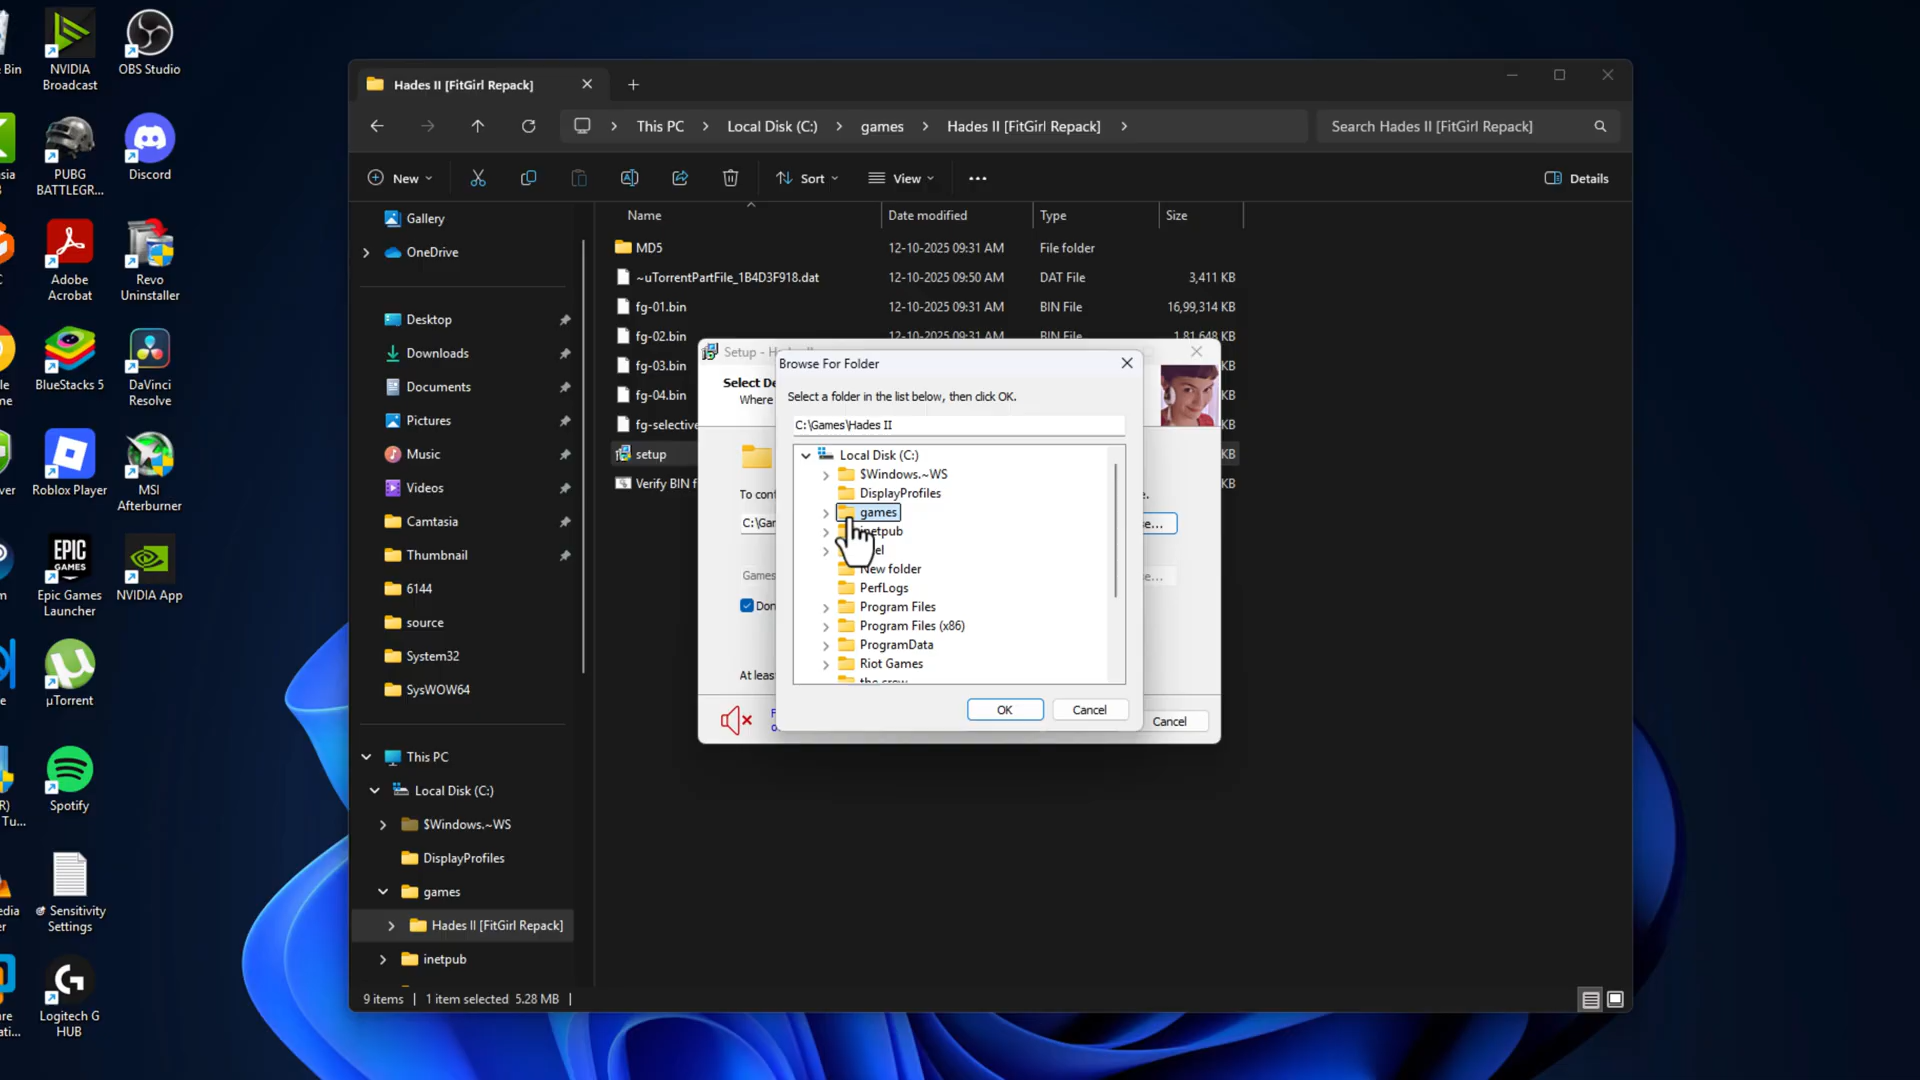 Bin
NVIDIA
Broadcast
OBS Studio
PUBG
BATTLEGR...
Discord
Adobe
Acrobat
Revo
Uninstaller
BlueStacks 5
DaVinci
Resolve
Roblox Player
MSI
Afterburner
EPIC
GAMES
Epic Games
Launcher
NVIDIA App
µTorrent
Spotify
Tu...
Sensitivity
Settings
Logitech G
HUB
Hades II [FitGirl Repack]
This PC
Local Disk (C:)
games
Hades II [FitGirl Repack]
Search Hades II [FitGirl Repack]
New
Sort
View
Details
Gallery
OneDrive
Desktop
Downloads
Documents
Pictures
Music
Videos
Camtasia
Thumbnail
6144
source
System32
SysWOW64
This PC
Local Disk (C:)
$Windows.~WS
DisplayProfiles
games
Hades II [FitGirl Repack]
inetpub
Name Date modified Type Size
MD5 12-10-2025 09:31 AM File folder
~uTorrentPartFile_1B4D3F918.dat 12-10-2025 09:50 AM DAT File 3,411 KB
fg-01.bin 12-10-2025 09:31 AM BIN File 16,99,314 KB
fg-02.bin 12-10-2025 09:31 AM BIN File 1,81,648 KB
fg-03.bin KB
fg-04.bin KB
fg-selective KB
setup KB
Verify BIN f KB
Setup - H
Select De
Where
To con
C:\Gar
Games
Don
At leas
Cancel
Browse For Folder
Select a folder in the list below, then click OK.
C:\Games\Hades II
Local Disk (C:)
$Windows.~WS
DisplayProfiles
games
inetpub
New folder
PerfLogs
Program Files
Program Files (x86)
ProgramData
Riot Games
the crew
OK
Cancel
9 items
1 item selected 5.28 MB